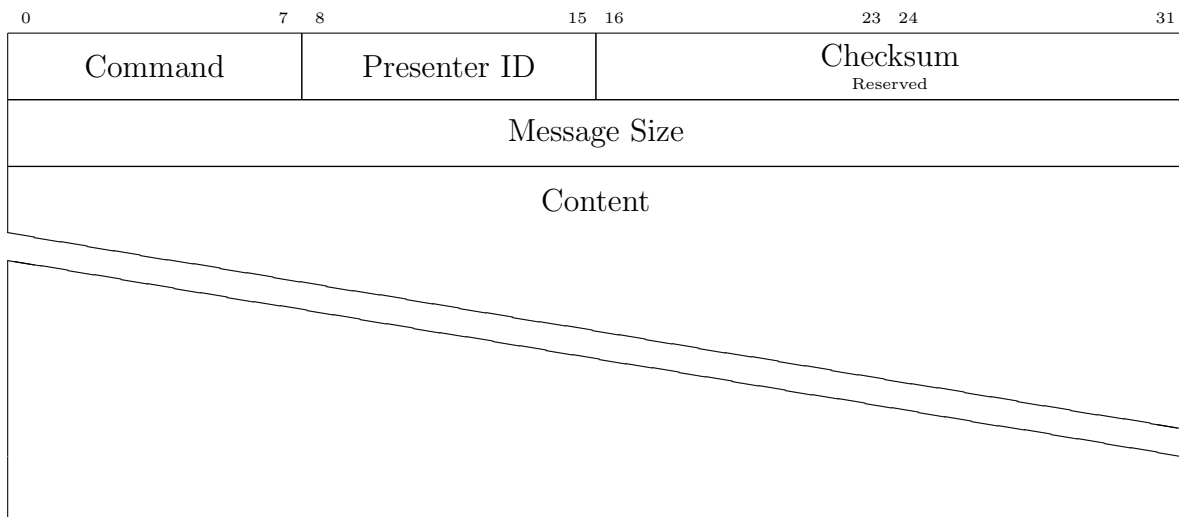 0 7 8 15 16 23 24 31
Command Presenter ID Checksum
Reserved
Message Size
Content